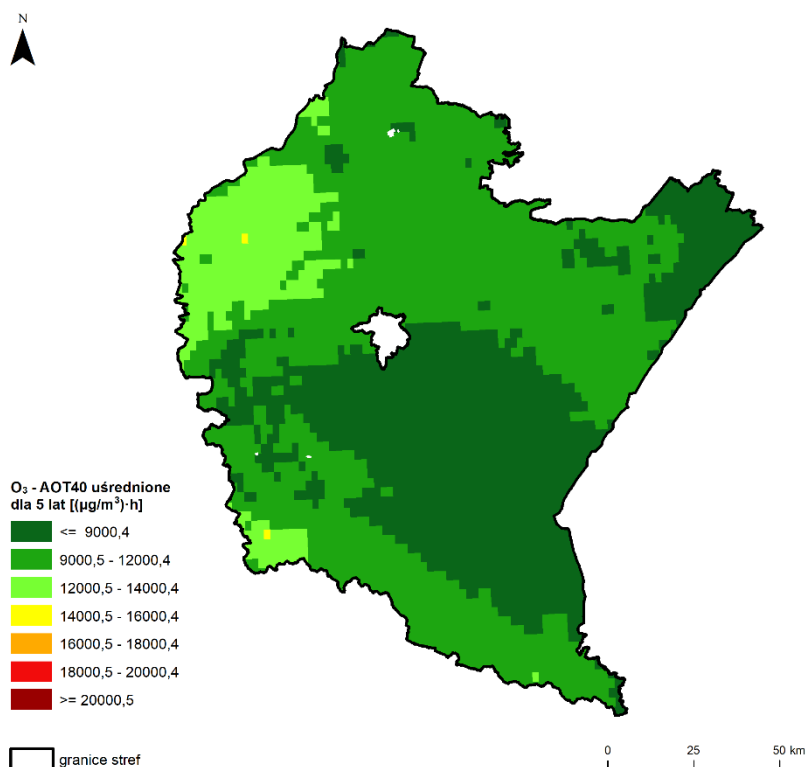 N
O₃ - AOT40 uśrednione
dla 5 lat [(µg/m³)·h]
<= 9000,4
9000,5 - 12000,4
12000,5 - 14000,4
14000,5 - 16000,4
16000,5 - 18000,4
18000,5 - 20000,4
>= 20000,5
granice stref
0 25 50 km